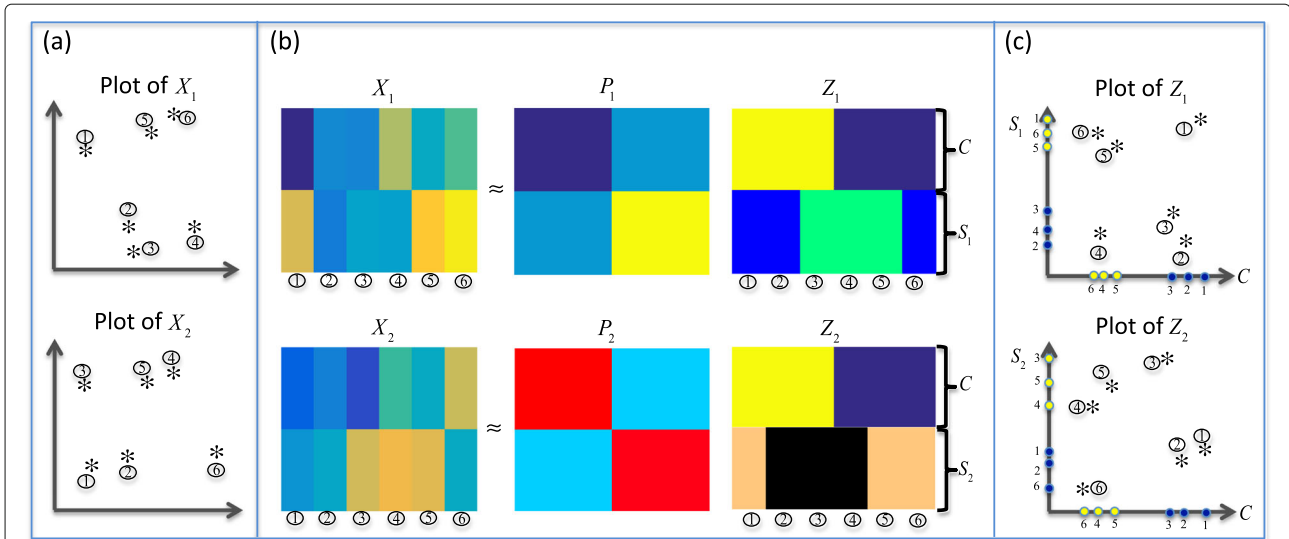 (a)
Plot of X₁
① ⑤ * ⑥
* *
②
* *
* ③ ④
Plot of X₂
③ ⑤ ④
* * *
* * *
① ② ⑥
(b)
X₁ P₁ Z₁
≈
C
S₁
① ② ③ ④ ⑤ ⑥ ① ② ③ ④ ⑤ ⑥
X₂ P₂ Z₂
≈
C
S₂
① ② ③ ④ ⑤ ⑥ ① ② ③ ④ ⑤ ⑥
(c)
Plot of Z₁
S₁ 1 ① *
6 ⑥ *
5 ⑤ *
3 * ③
4 * *
2 ④ ②
6 4 5 3 2 1 C
Plot of Z₂
S₂ 3 ③ *
5 ⑤ *
4 ④ *
1 ② ①
2 * *
6 * ⑥
6 4 5 3 2 1 C